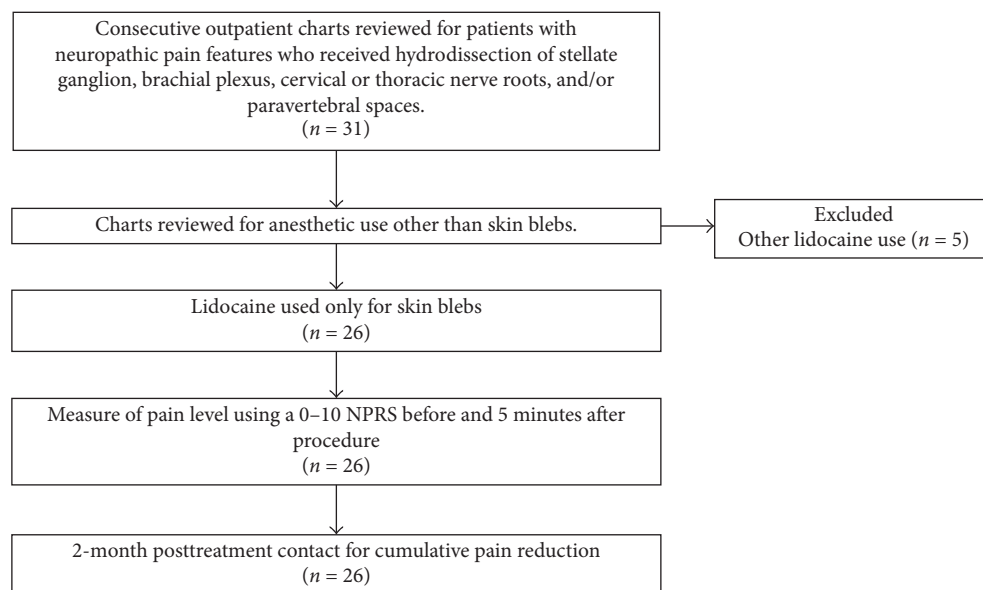 Consecutive outpatient charts reviewed for patients with
neuropathic pain features who received hydrodissection of stellate
ganglion, brachial plexus, cervical or thoracic nerve roots, and/or
paravertebral spaces.
(n = 31)
Charts reviewed for anesthetic use other than skin blebs.
Excluded
Other lidocaine use (n = 5)
Lidocaine used only for skin blebs
(n = 26)
Measure of pain level using a 0–10 NPRS before and 5 minutes after
procedure
(n = 26)
2-month posttreatment contact for cumulative pain reduction
(n = 26)